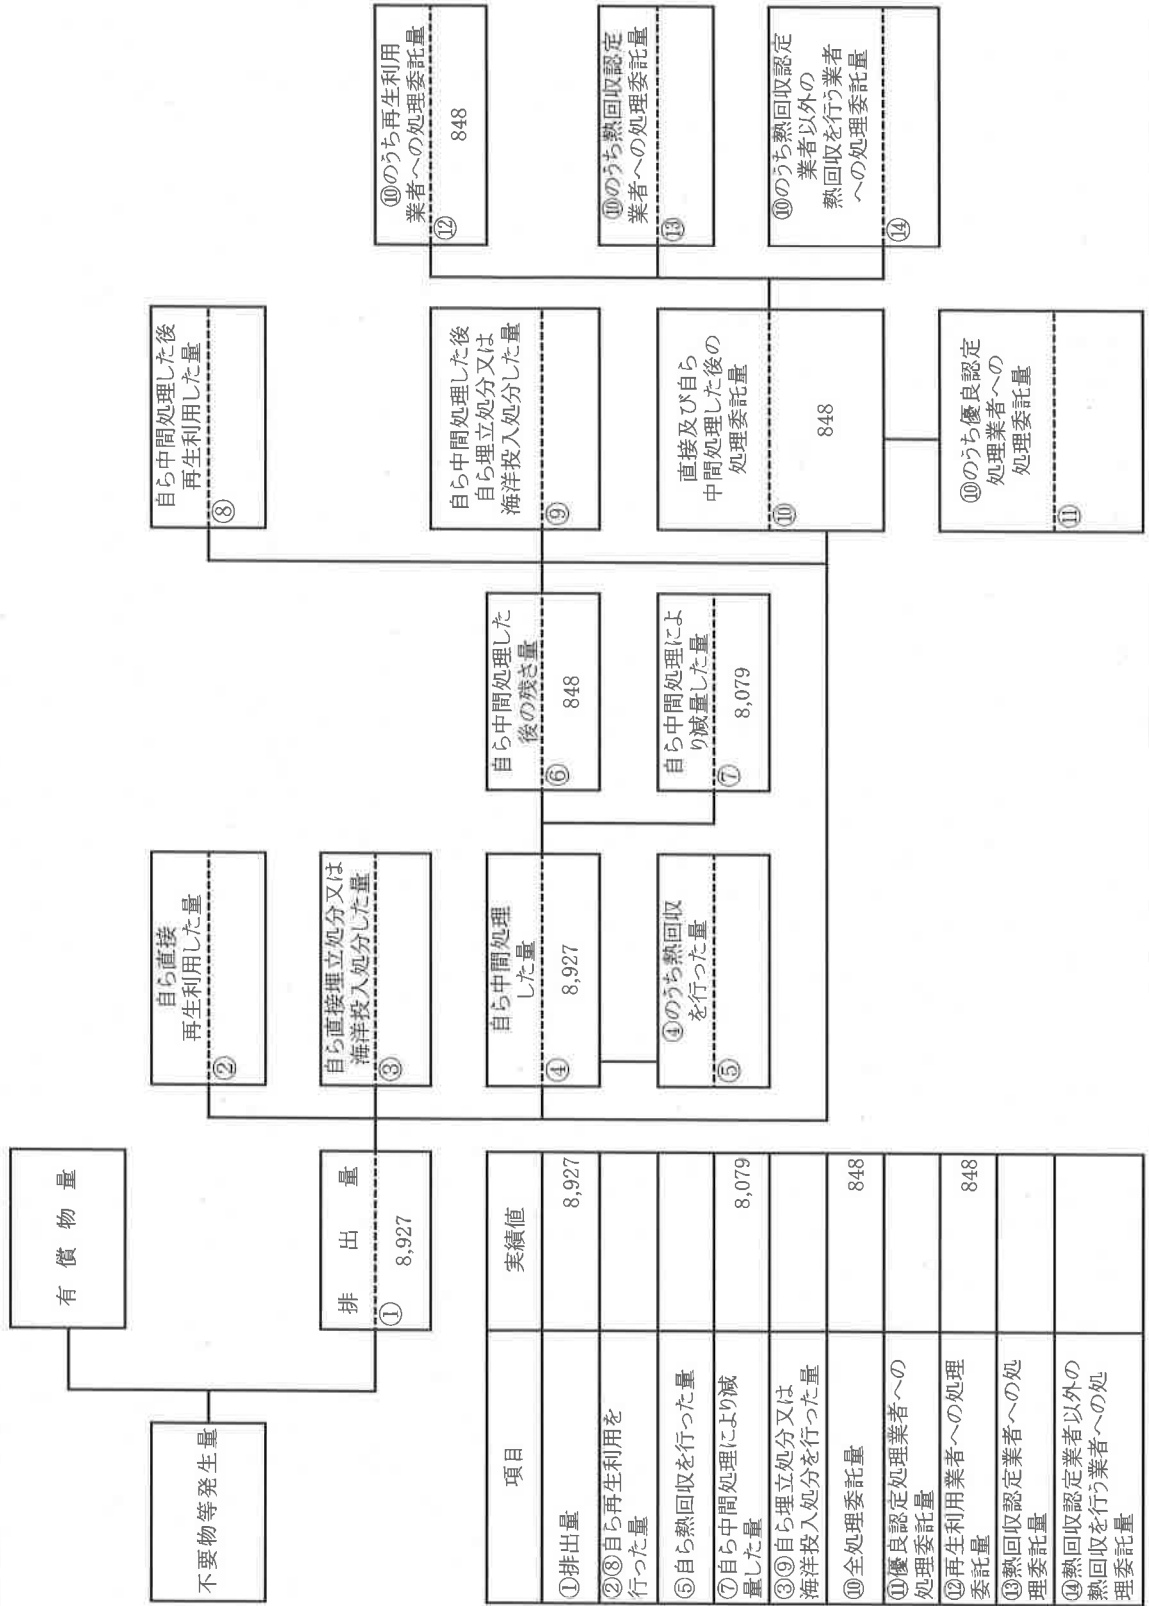 不要物等発生量
有償物量
排出量
①
8,927
自ら直接
再生利用した量
②
自ら直接埋立処分又は
海洋投入処分した量
③
自ら中間処理
した量
④
8,927
④のうち熱回収
を行った量
⑤
自ら中間処理した
後の残さ量
⑥
848
自ら中間処理によ
り減量した量
⑦
8,079
自ら中間処理した後
再生利用した量
⑧
自ら中間処理した後
自ら埋立処分又は
海洋投入処分した量
⑨
直接及び自ら
中間処理した後の
処理委託量
⑩
848
⑩のうち優良認定
処理業者への
処理委託量
⑪
⑩のうち再生利用
業者への処理委託量
⑫
848
⑩のうち熱回収認定
業者への処理委託量
⑬
⑩のうち熱回収認定
業者以外の
熱回収を行う業者
への処理委託量
⑭
項目 実績値
①排出量 8,927
②⑧自ら再生利用を
行った量
⑤自ら熱回収を行った量
⑦自ら中間処理により減
量した量 8,079
③⑨自ら埋立処分又は
海洋投入処分を行った量
⑩全処理委託量 848
⑪優良認定処理業者への
処理委託量
⑫再生利用業者への処理
委託量 848
⑬熱回収認定業者への処
理委託量
⑭熱回収認定業者以外の
熱回収を行う業者への処
理委託量